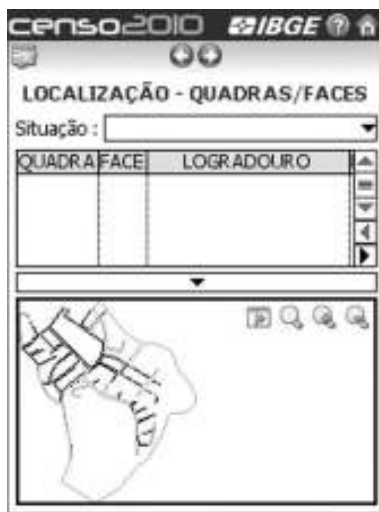 censo2010 IBGE ?
LOCALIZAÇÃO - QUADRAS/FACES
Situação :
QUADRA FACE LOGRADOURO